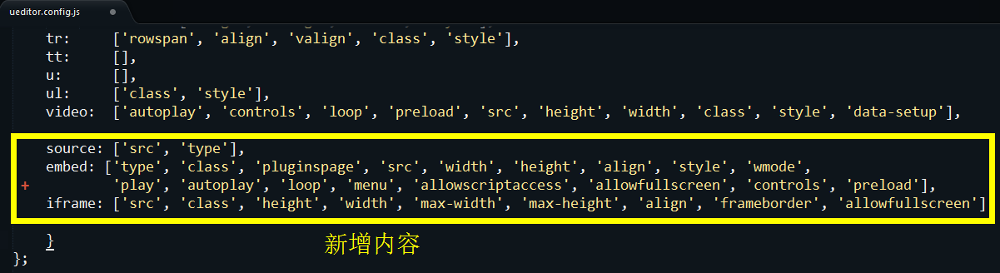 ueditor.config.js
tr: ['rowspan', 'align', 'valign', 'class', 'style'],
tt: [],
u: [],
ul: ['class', 'style'],
video: ['autoplay', 'controls', 'loop', 'preload', 'src', 'height', 'width', 'class', 'style', 'data-setup'],
source: ['src', 'type'],
embed: ['type', 'class', 'pluginspage', 'src', 'width', 'height', 'align', 'style', 'wmode',
+ 'play', 'autoplay', 'loop', 'menu', 'allowscriptaccess', 'allowfullscreen', 'controls', 'preload'],
iframe: ['src', 'class', 'height', 'width', 'max-width', 'max-height', 'align', 'frameborder', 'allowfullscreen']
}
新增内容
};